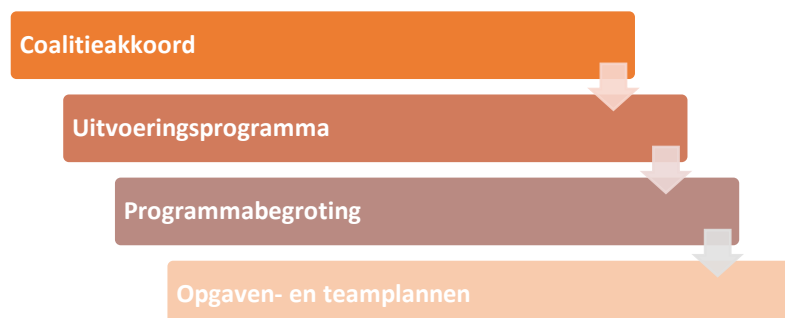 Coalitieakkoord
Uitvoeringsprogramma
Programmabegroting
Opgaven- en teamplannen